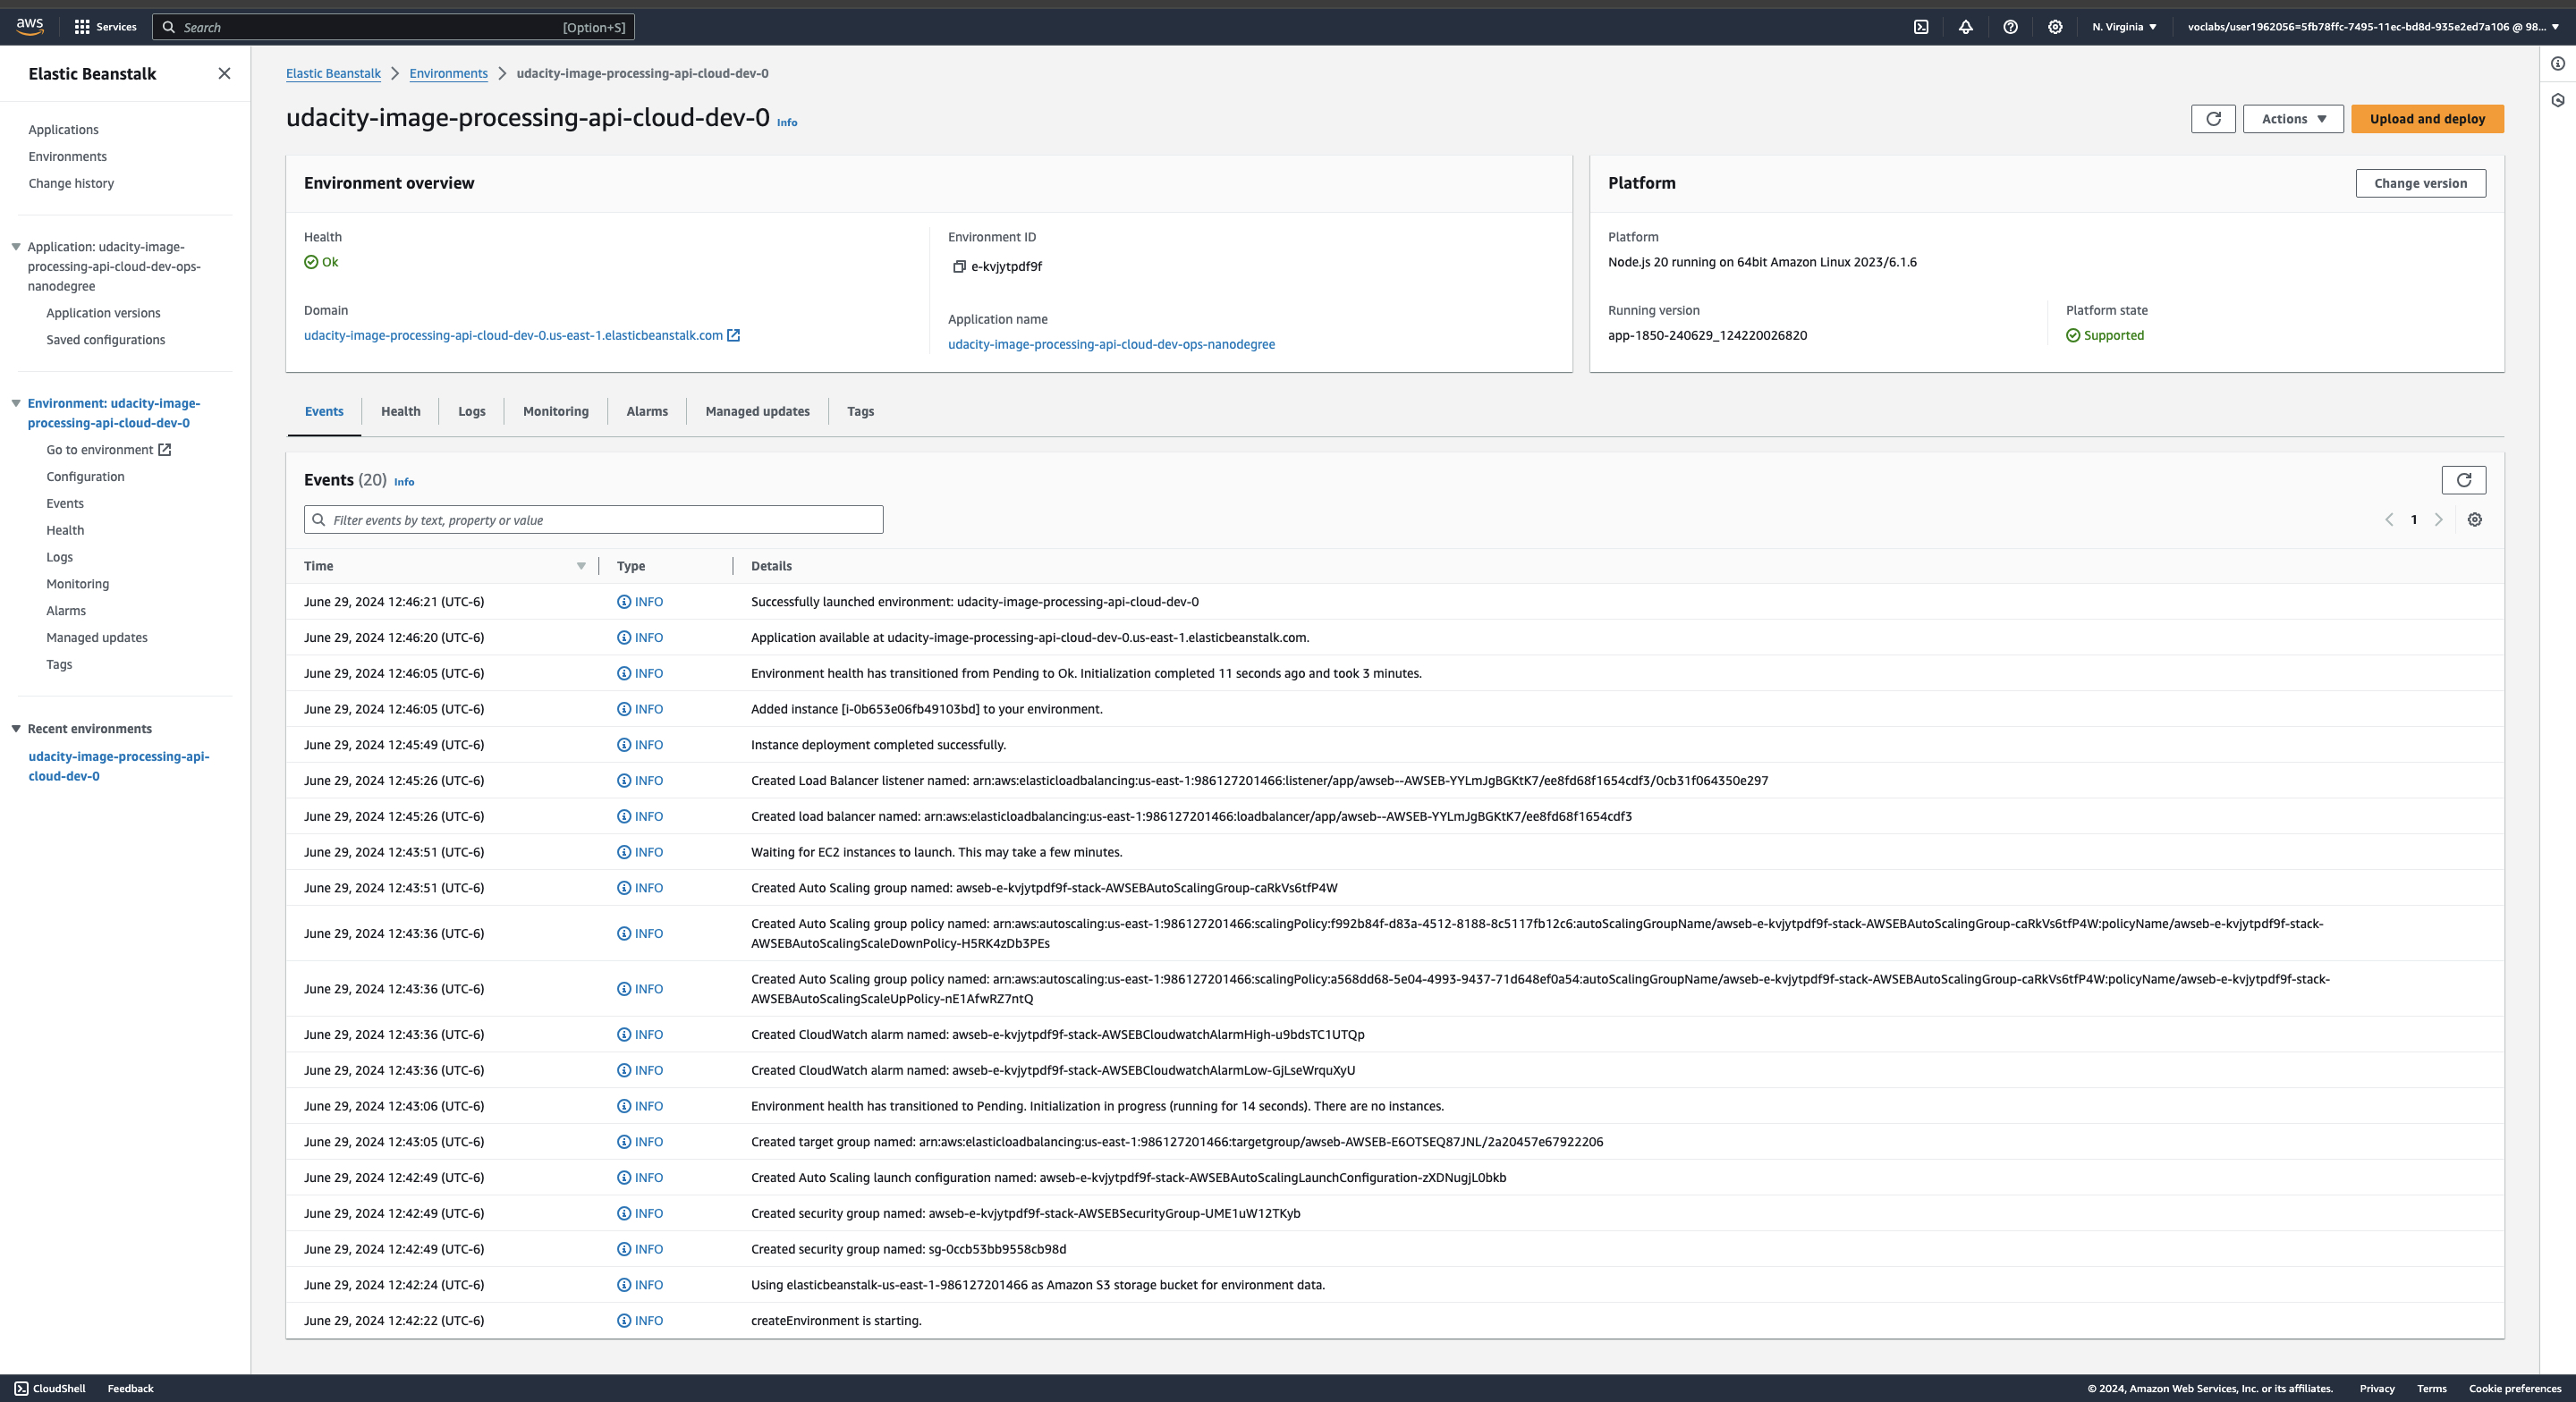 aws
Services
Search
[Option+S]
N. Virginia
voclabs/user1962056=5fb78ffc-7495-11ec-bd8d-935e2ed7a106 @ 98...
Elastic Beanstalk
Applications
Environments
Change history
Application: udacity-image-
processing-api-cloud-dev-ops-
nanodegree
Application versions
Saved configurations
Environment: udacity-image-
processing-api-cloud-dev-0
Go to environment
Configuration
Events
Health
Logs
Monitoring
Alarms
Managed updates
Tags
Recent environments
udacity-image-processing-api-
cloud-dev-0
Elastic Beanstalk > Environments > udacity-image-processing-api-cloud-dev-0
udacity-image-processing-api-cloud-dev-0 Info
Actions
Upload and deploy
Environment overview
Health
Ok
Domain
udacity-image-processing-api-cloud-dev-0.us-east-1.elasticbeanstalk.com
Environment ID
e-kvjytpdf9f
Application name
udacity-image-processing-api-cloud-dev-ops-nanodegree
Platform
Change version
Platform
Node.js 20 running on 64bit Amazon Linux 2023/6.1.6
Running version
app-1850-240629_124220026820
Platform state
Supported
Events Health Logs Monitoring Alarms Managed updates Tags
Events (20) Info
Filter events by text, property or value
1
Time Type Details
June 29, 2024 12:46:21 (UTC-6) INFO Successfully launched environment: udacity-image-processing-api-cloud-dev-0
June 29, 2024 12:46:20 (UTC-6) INFO Application available at udacity-image-processing-api-cloud-dev-0.us-east-1.elasticbeanstalk.com.
June 29, 2024 12:46:05 (UTC-6) INFO Environment health has transitioned from Pending to Ok. Initialization completed 11 seconds ago and took 3 minutes.
June 29, 2024 12:46:05 (UTC-6) INFO Added instance [i-0b653e06fb49103bd] to your environment.
June 29, 2024 12:45:49 (UTC-6) INFO Instance deployment completed successfully.
June 29, 2024 12:45:26 (UTC-6) INFO Created Load Balancer listener named: arn:aws:elasticloadbalancing:us-east-1:986127201466:listener/app/awseb--AWSEB-YYLmJgBGKtK7/ee8fd68f1654cdf3/0cb31f064350e297
June 29, 2024 12:45:26 (UTC-6) INFO Created load balancer named: arn:aws:elasticloadbalancing:us-east-1:986127201466:loadbalancer/app/awseb--AWSEB-YYLmJgBGKtK7/ee8fd68f1654cdf3
June 29, 2024 12:43:51 (UTC-6) INFO Waiting for EC2 instances to launch. This may take a few minutes.
June 29, 2024 12:43:51 (UTC-6) INFO Created Auto Scaling group named: awseb-e-kvjytpdf9f-stack-AWSEBAutoScalingGroup-caRkVs6tfP4W
June 29, 2024 12:43:36 (UTC-6) INFO Created Auto Scaling group policy named: arn:aws:autoscaling:us-east-1:986127201466:scalingPolicy:f992b84f-d83a-4512-8188-8c5117fb12c6:autoScalingGroupName/awseb-e-kvjytpdf9f-stack-AWSEBAutoScalingGroup-caRkVs6tfP4W:policyName/awseb-e-kvjytpdf9f-stack-
AWSEBAutoScalingScaleDownPolicy-H5RK4zDb3PEs
June 29, 2024 12:43:36 (UTC-6) INFO Created Auto Scaling group policy named: arn:aws:autoscaling:us-east-1:986127201466:scalingPolicy:a568dd68-5e04-4993-9437-71d648ef0a54:autoScalingGroupName/awseb-e-kvjytpdf9f-stack-AWSEBAutoScalingGroup-caRkVs6tfP4W:policyName/awseb-e-kvjytpdf9f-stack-
AWSEBAutoScalingScaleUpPolicy-nE1AfwRZ7ntQ
June 29, 2024 12:43:36 (UTC-6) INFO Created CloudWatch alarm named: awseb-e-kvjytpdf9f-stack-AWSEBCloudwatchAlarmHigh-u9bdsTC1UTQp
June 29, 2024 12:43:36 (UTC-6) INFO Created CloudWatch alarm named: awseb-e-kvjytpdf9f-stack-AWSEBCloudwatchAlarmLow-GjLseWrquXyU
June 29, 2024 12:43:06 (UTC-6) INFO Environment health has transitioned to Pending. Initialization in progress (running for 14 seconds). There are no instances.
June 29, 2024 12:43:05 (UTC-6) INFO Created target group named: arn:aws:elasticloadbalancing:us-east-1:986127201466:targetgroup/awseb-AWSEB-E6OTSEQ87JNL/2a20457e67922206
June 29, 2024 12:42:49 (UTC-6) INFO Created Auto Scaling launch configuration named: awseb-e-kvjytpdf9f-stack-AWSEBAutoScalingLaunchConfiguration-zXDNugjL0bkb
June 29, 2024 12:42:49 (UTC-6) INFO Created security group named: awseb-e-kvjytpdf9f-stack-AWSEBSecurityGroup-UME1uW12TKyb
June 29, 2024 12:42:49 (UTC-6) INFO Created security group named: sg-0ccb53bb9558cb98d
June 29, 2024 12:42:24 (UTC-6) INFO Using elasticbeanstalk-us-east-1-986127201466 as Amazon S3 storage bucket for environment data.
June 29, 2024 12:42:22 (UTC-6) INFO createEnvironment is starting.
CloudShell Feedback
© 2024, Amazon Web Services, Inc. or its affiliates. Privacy Terms Cookie preferences